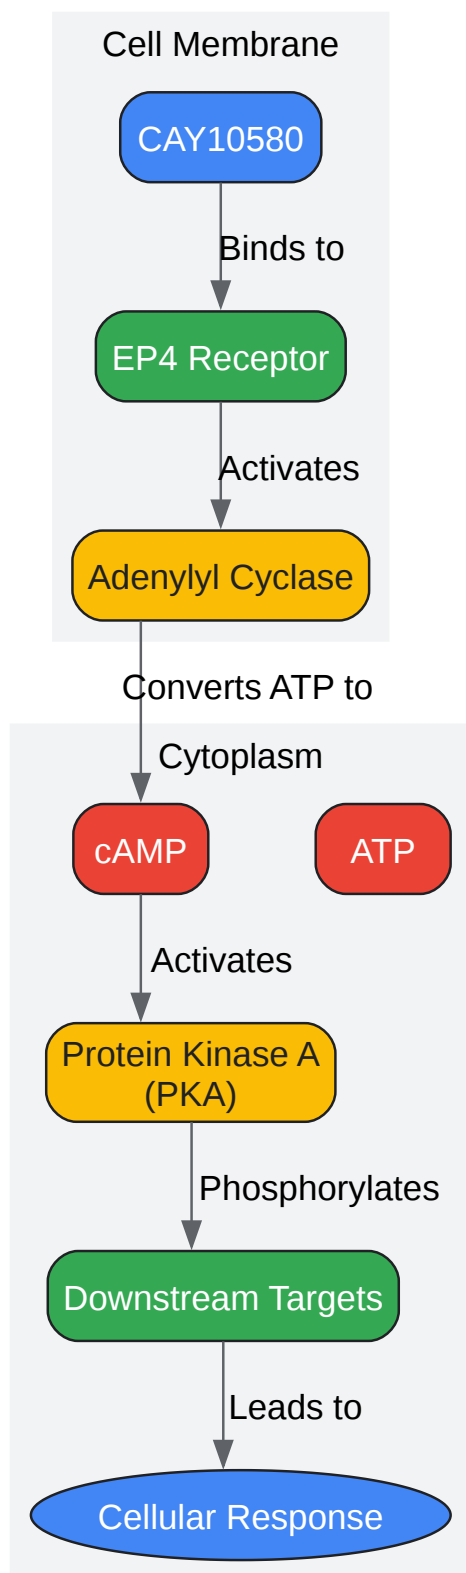 Cell Membrane
CAY10580
Binds to
EP4 Receptor
Activates
Adenylyl Cyclase
Converts ATP to
Cytoplasm
cAMP
ATP
Activates
Protein Kinase A
(PKA)
Phosphorylates
Downstream Targets
Leads to
Cellular Response